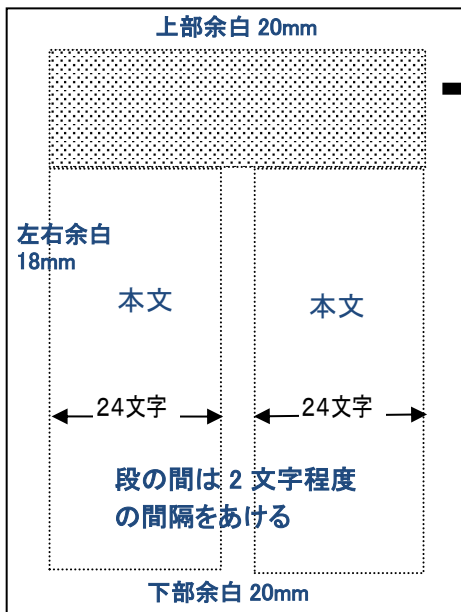 上部余白 20mm
左右余白
18mm
本文
本文
24文字
24文字
段の間は 2 文字程度
の間隔をあける
下部余白 20mm